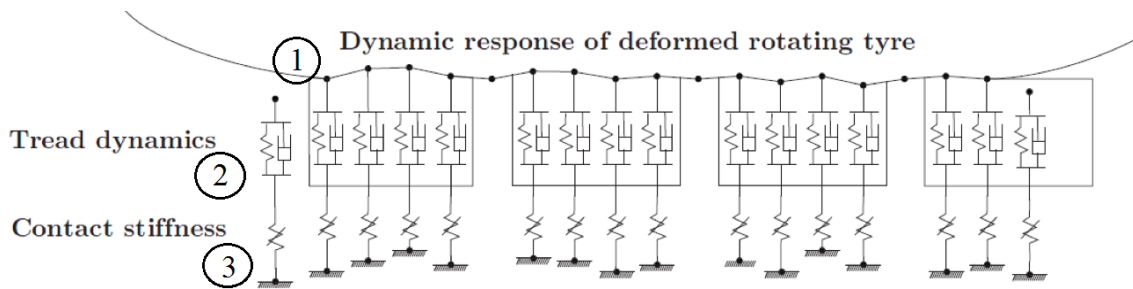 1
Dynamic response of deformed rotating tyre
Tread dynamics
2
Contact stiffness
3